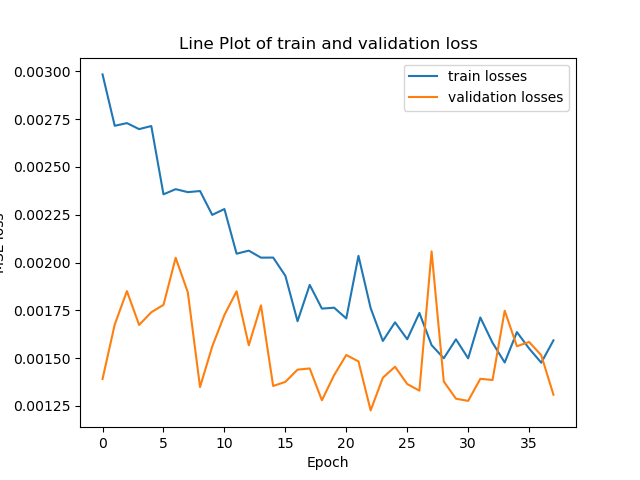 Line Plot of train and validation loss
train losses
validation losses
0.00300
0.00275
0.00250
0.00225
0.00200
0.00175
0.00150
0.00125
MSE loss
0 5 10 15 20 25 30 35
Epoch